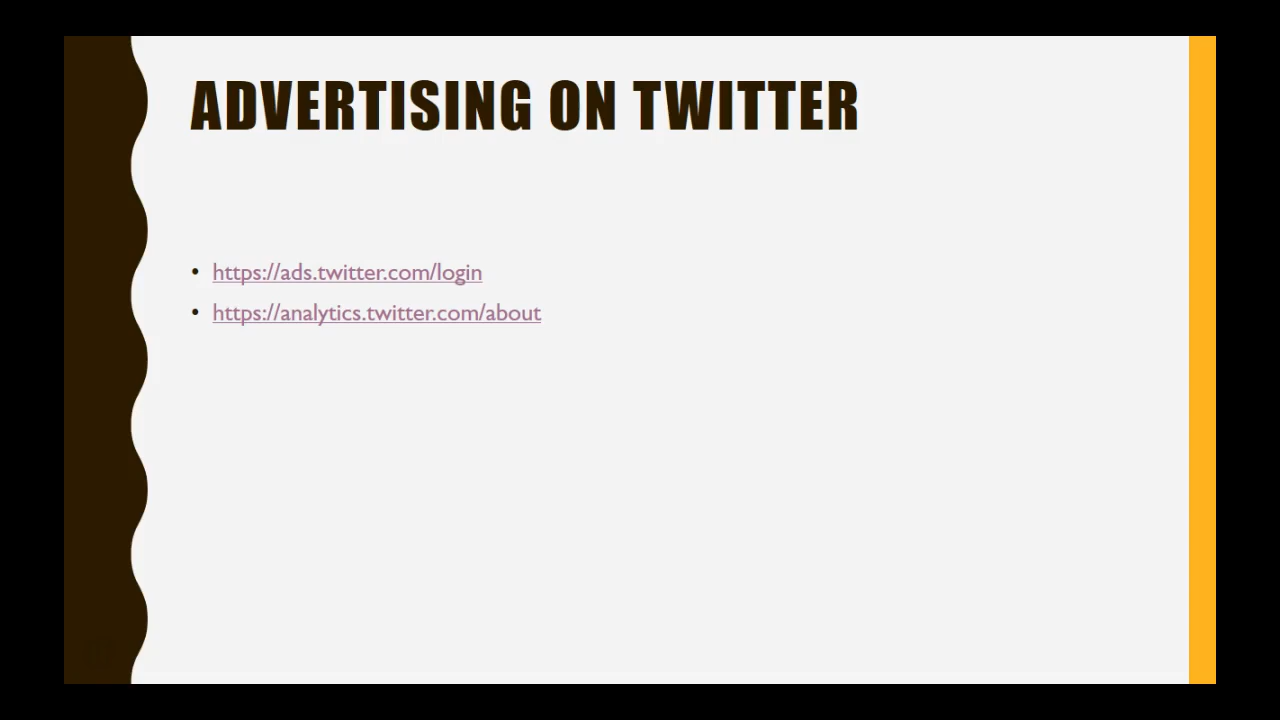 ADVERTISING ON TWITTER
• https://ads.twitter.com/login
• https://analytics.twitter.com/about